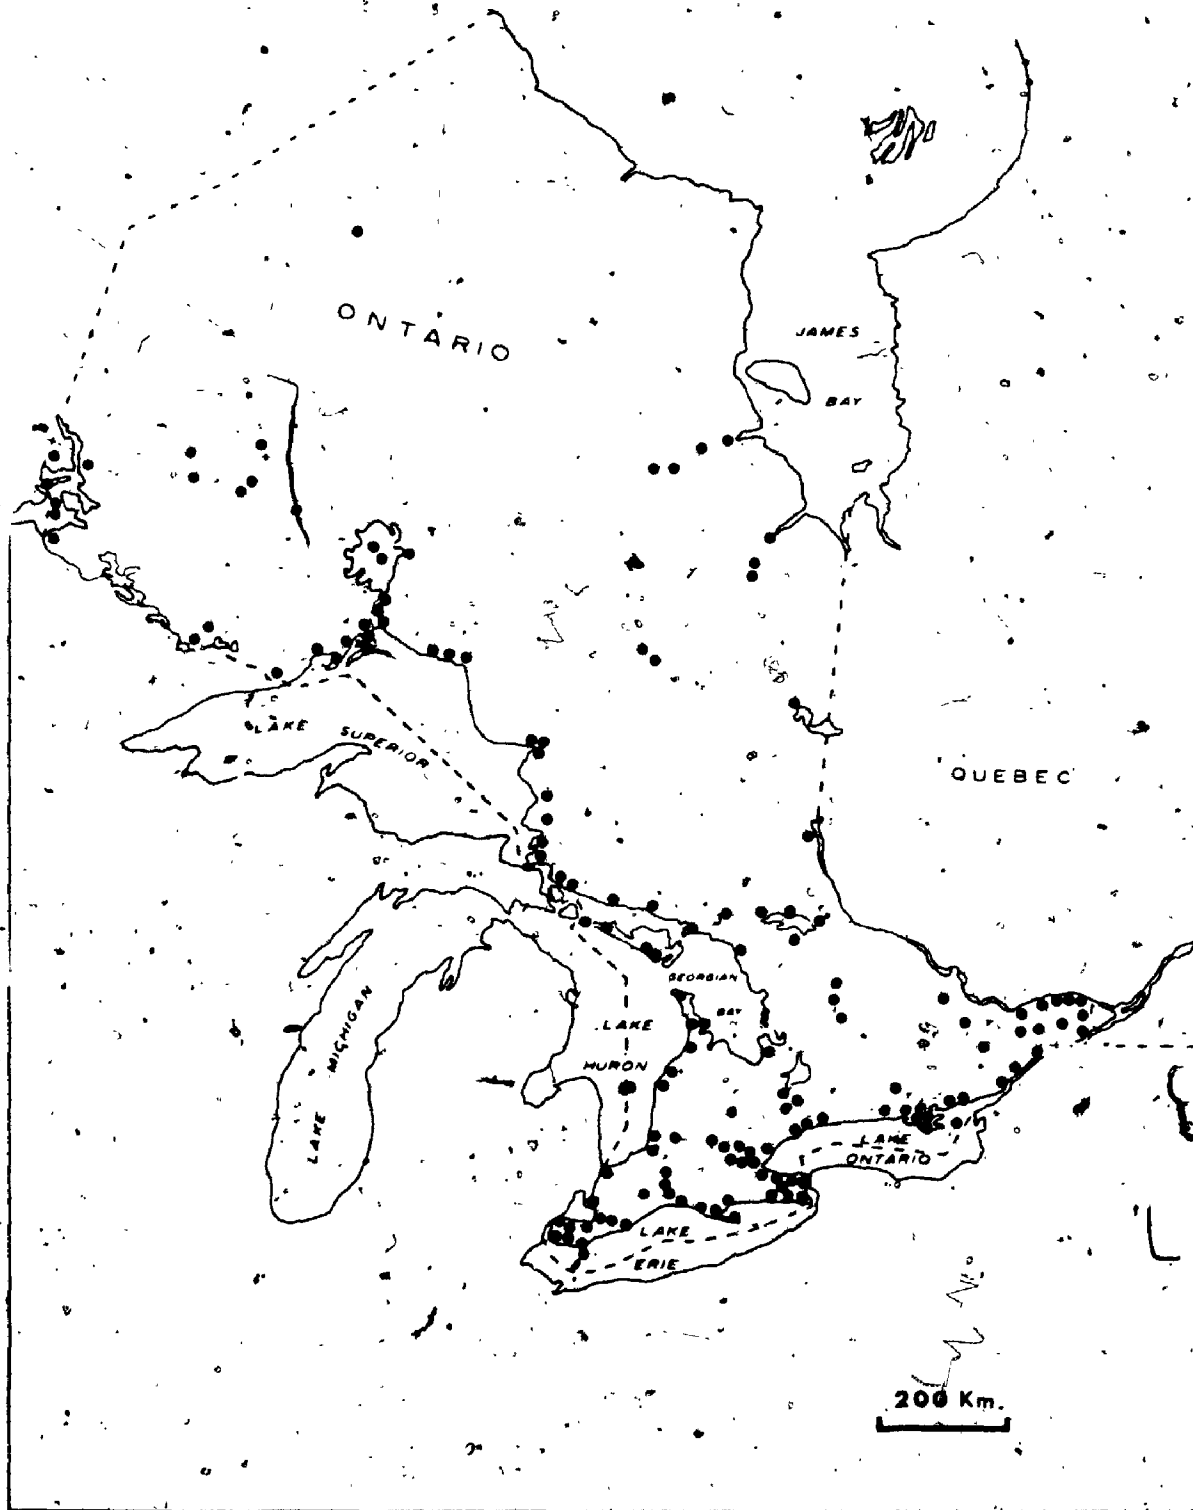 ONTARIO
JAMES
BAY
LAKE
SUPERIOR
QUEBEC
GEORGIAN
BAY
LAKE
MICHIGAN
LAKE
HURON
LAKE
ONTARIO
LAKE
ERIE
200 Km.